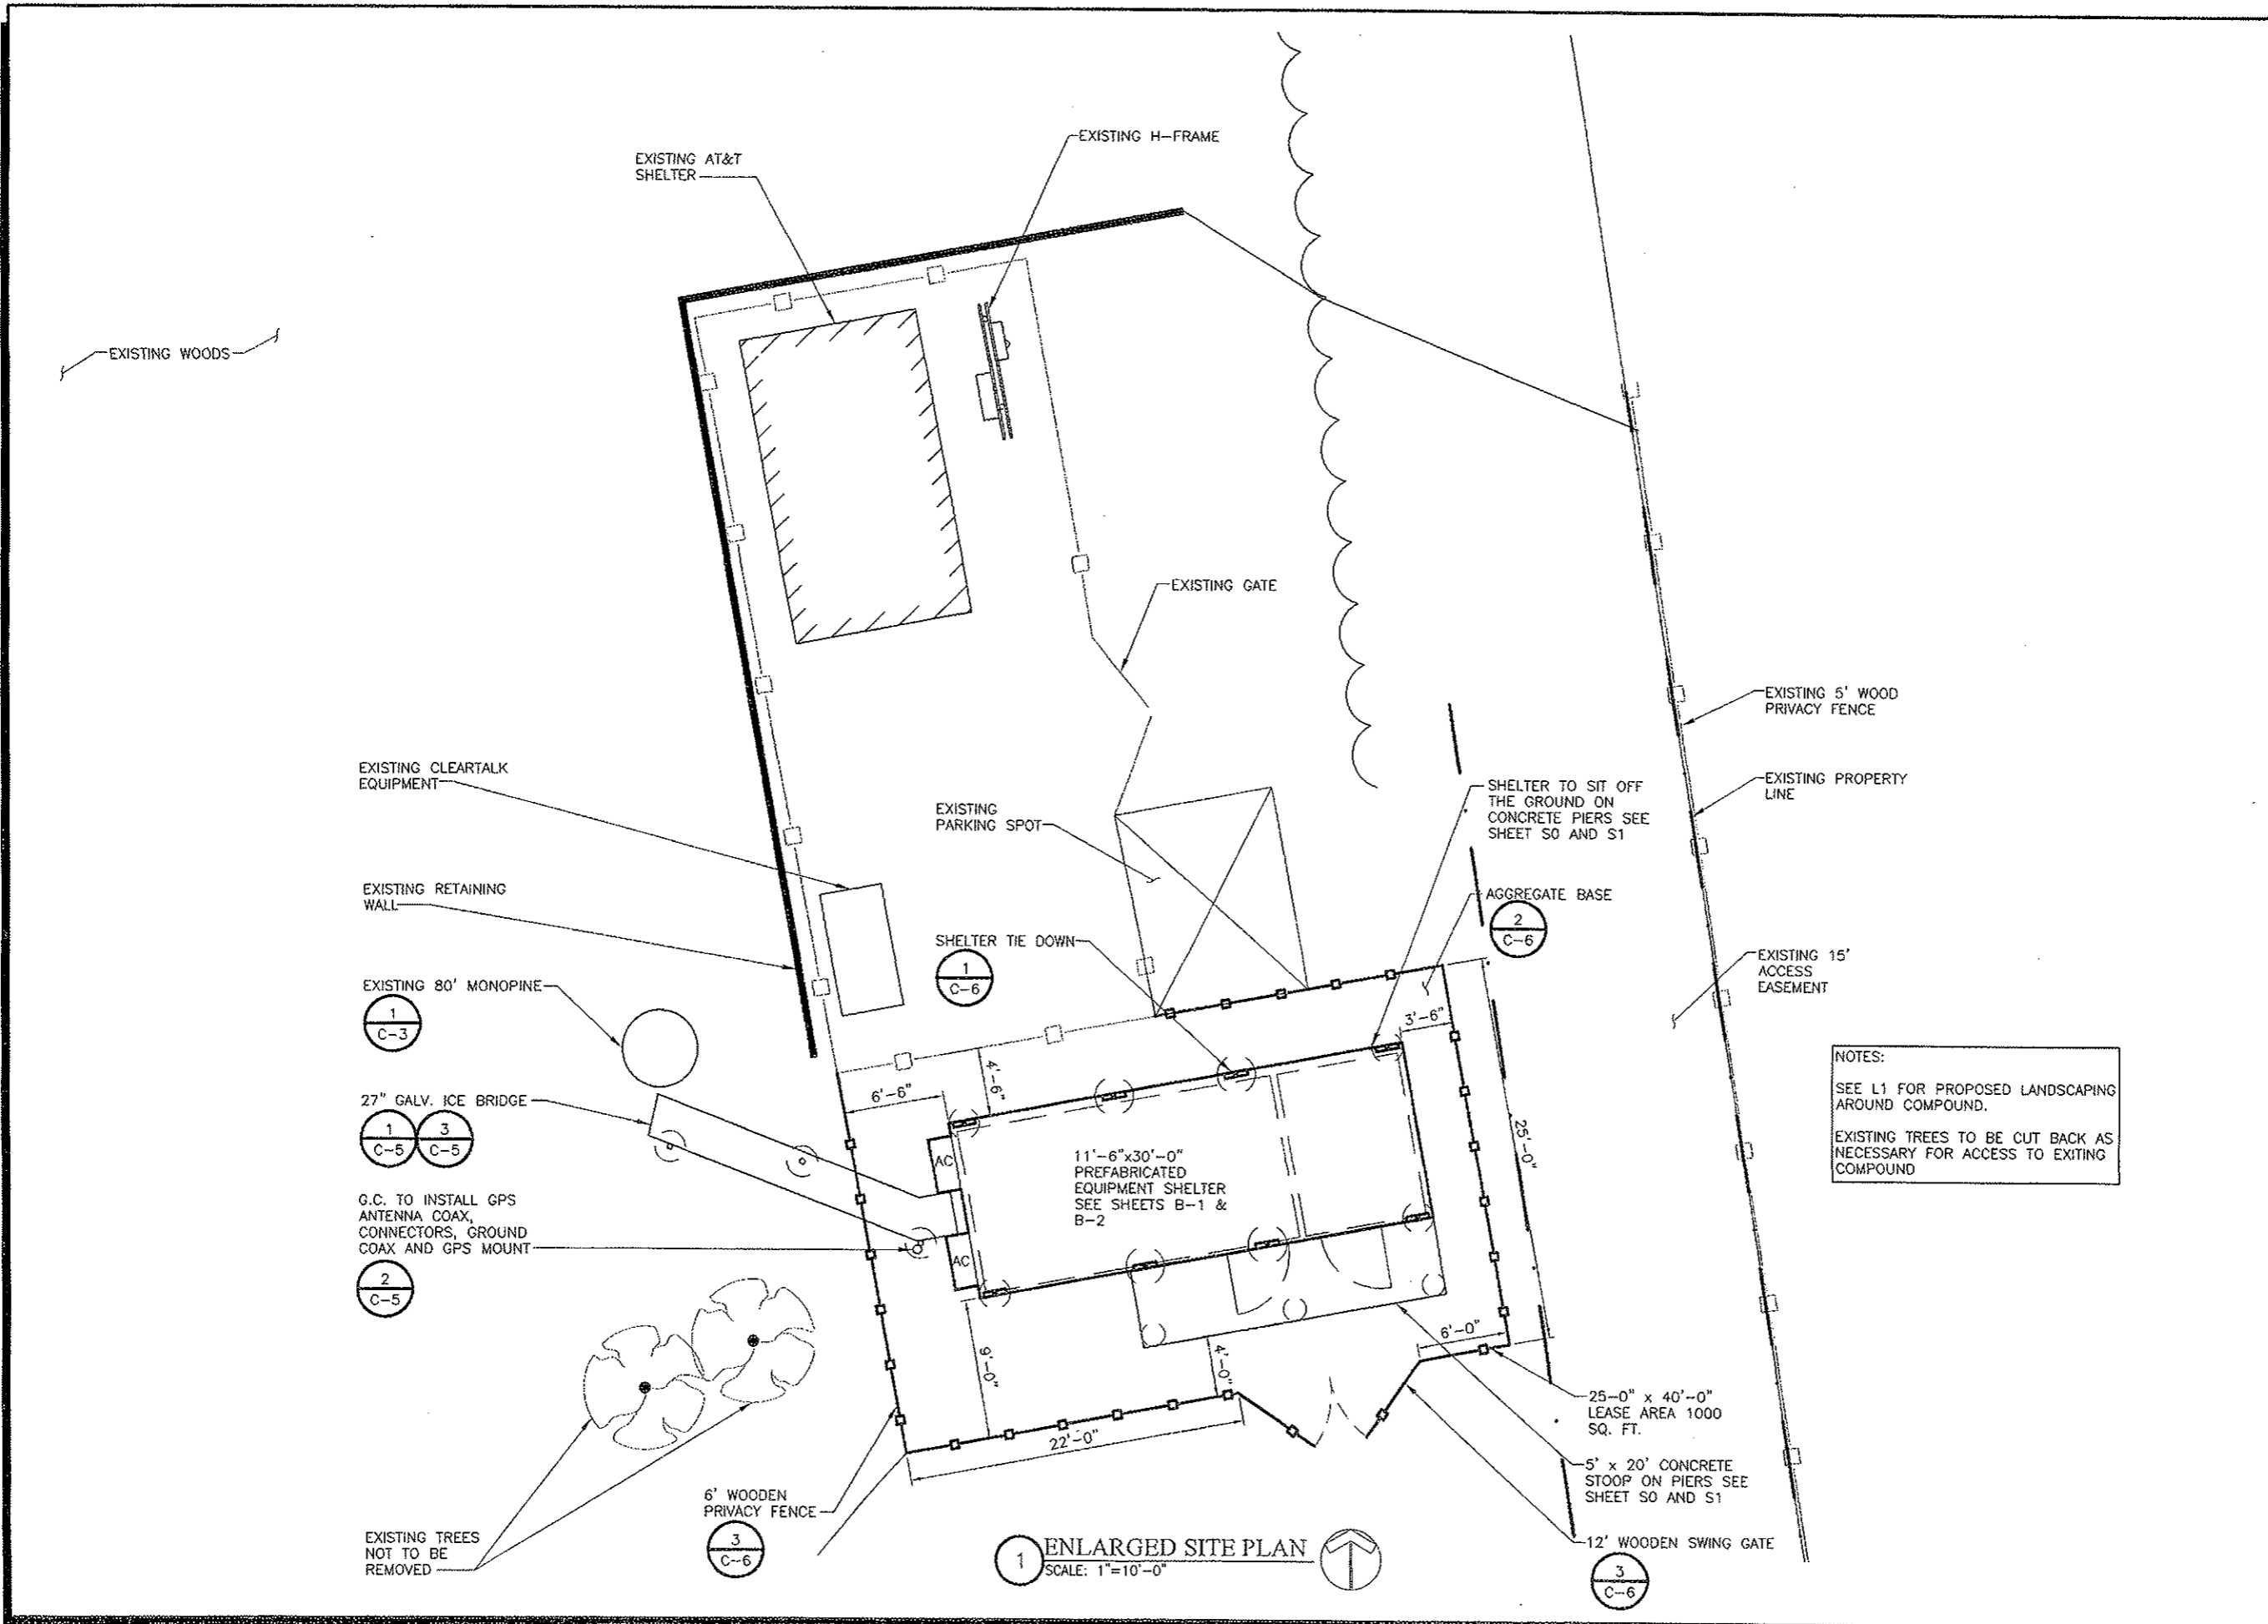 EXISTING AT&T
SHELTER
EXISTING H-FRAME
EXISTING WOODS
EXISTING GATE
EXISTING 5' WOOD
PRIVACY FENCE
EXISTING CLEARTALK
EQUIPMENT
EXISTING
PARKING SPOT
SHELTER TO SIT OFF
THE GROUND ON
CONCRETE PIERS SEE
SHEET S0 AND S1
EXISTING PROPERTY
LINE
EXISTING RETAINING
WALL
AGGREGATE BASE
2
C-6
SHELTER TIE DOWN
1
C-6
EXISTING 15'
ACCESS
EASEMENT
EXISTING 80' MONOPINE
1
C-3
3'-6"
4'-6"
6'-6"
27" GALV. ICE BRIDGE
1
C-5
3
C-5
AC
11'-6"x30'-0"
PREFABRICATED
EQUIPMENT SHELTER
SEE SHEETS B-1 &
B-2
25'-0"
NOTES:
SEE L1 FOR PROPOSED LANDSCAPING
AROUND COMPOUND.
EXISTING TREES TO BE CUT BACK AS
NECESSARY FOR ACCESS TO EXITING
COMPOUND
G.C. TO INSTALL GPS
ANTENNA COAX,
CONNECTORS, GROUND
COAX AND GPS MOUNT
2
C-5
AC
9'-0"
4'-0"
6'-0"
22'-0"
25-0" x 40'-0"
LEASE AREA 1000
SQ. FT.
5' x 20' CONCRETE
STOOP ON PIERS SEE
SHEET S0 AND S1
12' WOODEN SWING GATE
3
C-6
6' WOODEN
PRIVACY FENCE
3
C-6
EXISTING TREES
NOT TO BE
REMOVED
1
ENLARGED SITE PLAN
SCALE: 1"=10'-0"